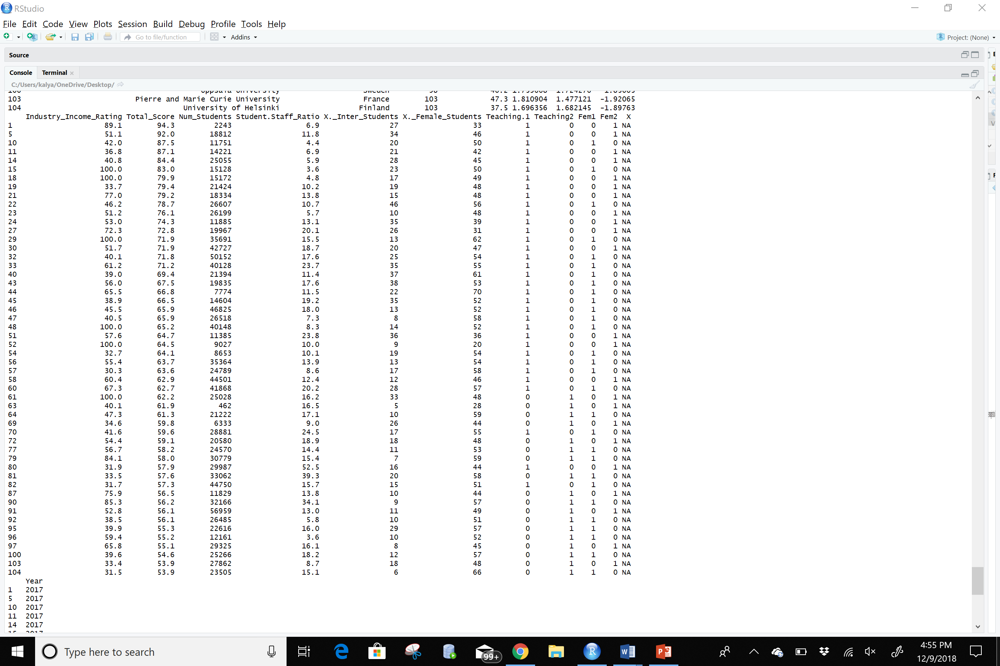 RStudio
File Edit Code View Plots Session Build Debug Profile Tools Help
Go to file/function Addins Project: (None)
Source
Console Terminal
C:/Users/kalya/OneDrive/Desktop/
103 Pierre and Marie Curie University France 103 47.3 1.810904 1.477121 -1.92065
104 University of Helsinki Finland 103 37.5 1.696356 1.682145 -1.89763
Industry_Income_Rating Total_Score Num_Students Student.Staff_Ratio X._Inter_Students X._Female_Students Teaching.1 Teaching2 Fem1 Fem2 X
1 89.1 94.3 2243 6.9 27 33 1 0 0 1 NA
5 51.1 92.0 18812 11.8 34 46 1 0 0 1 NA
10 42.0 87.5 11751 4.4 20 50 1 0 1 0 NA
11 36.8 87.1 14221 6.9 21 42 1 0 0 1 NA
14 40.8 84.4 25055 5.9 28 45 1 0 0 1 NA
15 100.0 83.0 15128 3.6 23 50 1 0 1 0 NA
18 100.0 79.9 15172 4.8 17 49 1 0 0 1 NA
19 33.7 79.4 21424 10.2 19 48 1 0 0 1 NA
21 77.0 79.2 18334 13.8 15 48 1 0 0 1 NA
22 46.2 78.7 26607 10.7 46 56 1 0 1 0 NA
23 51.2 76.1 26199 5.7 10 48 1 0 0 1 NA
24 53.0 74.3 11885 13.1 35 39 1 0 0 1 NA
27 72.3 72.8 19967 20.1 26 31 1 0 0 1 NA
29 100.0 71.9 35691 15.5 13 62 1 0 1 0 NA
30 51.7 71.9 42727 18.7 20 47 1 0 0 1 NA
32 40.1 71.8 50152 17.6 25 54 1 0 1 0 NA
33 61.2 71.2 40128 23.7 35 55 1 0 1 0 NA
40 39.0 69.4 21394 11.4 37 61 1 0 1 0 NA
43 56.0 67.5 19835 17.6 38 53 1 0 1 0 NA
44 65.5 66.8 7774 11.5 22 70 1 0 1 0 NA
45 38.9 66.5 14604 19.2 35 52 1 0 1 0 NA
46 45.5 65.9 46825 18.0 13 52 1 0 1 0 NA
47 40.5 65.9 26518 7.3 8 58 1 0 1 0 NA
48 100.0 65.2 40148 8.3 14 52 1 0 1 0 NA
51 57.6 64.7 11385 23.8 36 36 1 0 0 1 NA
52 100.0 64.5 9027 10.0 9 20 1 0 0 1 NA
54 32.7 64.1 8653 10.1 19 54 1 0 1 0 NA
56 55.4 63.7 35364 13.9 13 54 1 0 1 0 NA
57 30.3 63.6 24789 8.6 17 58 1 0 1 0 NA
58 60.4 62.9 44501 12.4 12 46 1 0 0 1 NA
60 67.3 62.7 41868 20.2 28 57 1 0 1 0 NA
61 100.0 62.2 25028 16.2 33 48 0 1 0 1 NA
63 40.1 61.9 462 16.5 5 28 0 1 0 1 NA
64 47.3 61.3 21222 17.1 10 59 0 1 1 0 NA
69 34.6 59.8 6333 9.0 26 44 0 1 0 1 NA
70 41.6 59.6 28881 24.5 17 55 1 0 1 0 NA
72 54.4 59.1 20580 18.9 18 48 0 1 0 1 NA
77 56.7 58.2 24570 14.4 11 53 0 1 1 0 NA
79 84.1 58.0 30779 15.4 7 59 0 1 1 0 NA
80 31.9 57.9 29987 52.5 16 44 1 0 0 1 NA
81 33.5 57.6 33062 39.3 20 58 0 1 1 0 NA
82 31.7 57.3 44750 15.7 15 51 1 0 1 0 NA
87 75.9 56.5 11829 13.8 10 44 0 1 0 1 NA
90 85.3 56.2 32166 34.1 9 57 0 1 1 0 NA
91 52.8 56.1 56959 13.0 11 49 0 1 0 1 NA
92 38.5 56.1 26485 5.8 10 51 0 1 1 0 NA
95 39.9 55.3 22616 16.0 29 57 0 1 1 0 NA
96 59.4 55.2 12161 3.6 10 52 0 1 1 0 NA
97 65.8 55.1 29325 16.1 8 45 0 1 0 1 NA
100 39.6 54.6 25266 18.2 12 57 0 1 1 0 NA
103 33.4 53.9 27862 8.7 18 48 0 1 0 1 NA
104 31.5 53.9 23505 15.1 6 66 0 1 1 0 NA
Year
1 2017
5 2017
10 2017
11 2017
14 2017
Type here to search 99+ 4:55 PM
12/9/2018